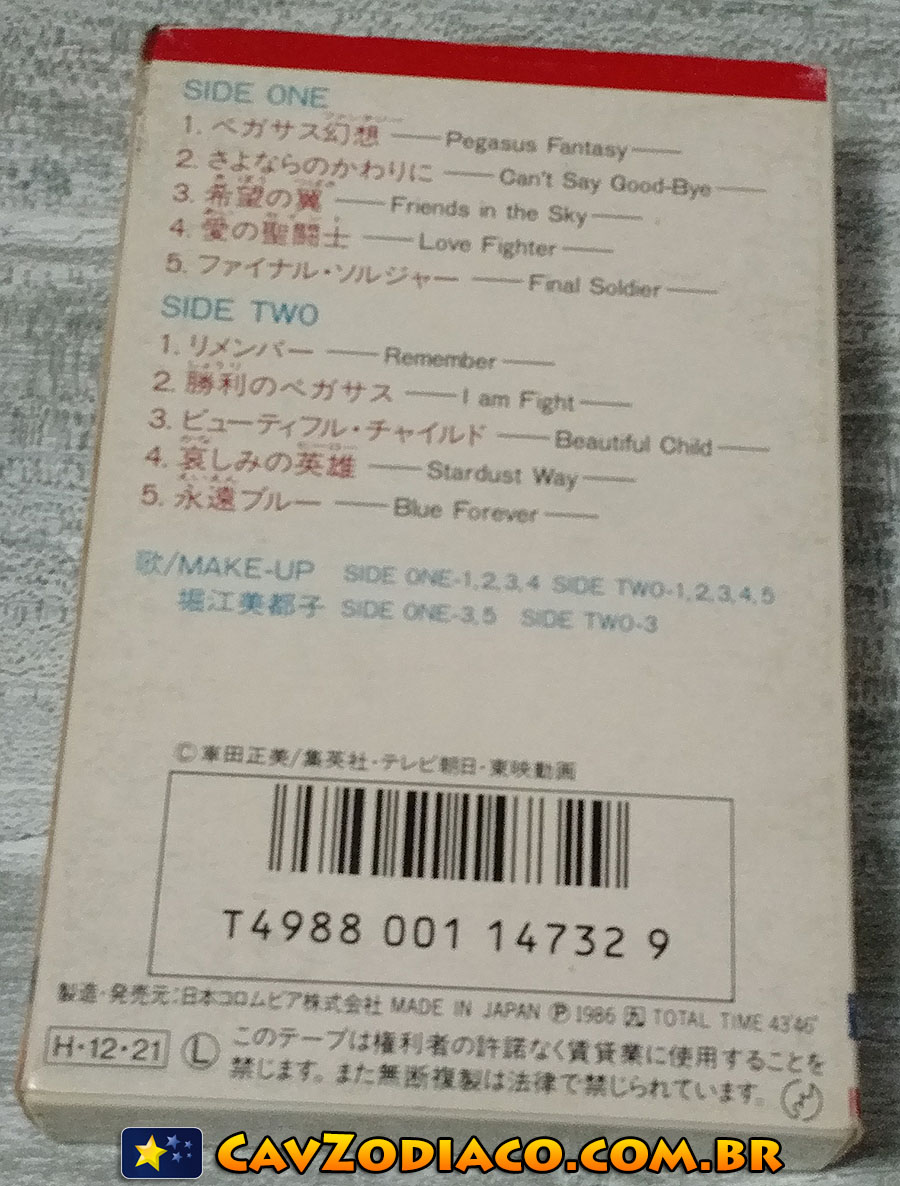 SIDE ONE
1. ペガサス幻想 ——Pegasus Fantasy——
2. さよならのかわりに ——Can't Say Good-Bye——
3. 希望の翼 ——Friends in the Sky——
4. 愛の聖闘士 ——Love Fighter——
5. ファイナル・ソルジャー ——Final Soldier——
SIDE TWO
1. リメンバー ——Remember——
2. 勝利のペガサス ——I am Fight——
3. ビューティフル・チャイルド ——Beautiful Child——
4. 哀しみの英雄 ——Stardust Way——
5. 永遠ブルー ——Blue Forever——
歌/MAKE-UP SIDE ONE-1,2,3,4 SIDE TWO-1,2,3,4,5
堀江美都子 SIDE ONE-3,5 SIDE TWO-3
Ⓒ車田正美/集英社・テレビ朝日・東映動画
T4988 001 14732 9
製造・発売元:日本コロムビア株式会社 MADE IN JAPAN Ⓟ1986 TOTAL TIME 43'46"
H・12・21 Ⓛ このテープは権利者の許諾なく賃貸業に使用することを
禁じます。また無断複製は法律で禁じられています。
CavZodiaco.com.br